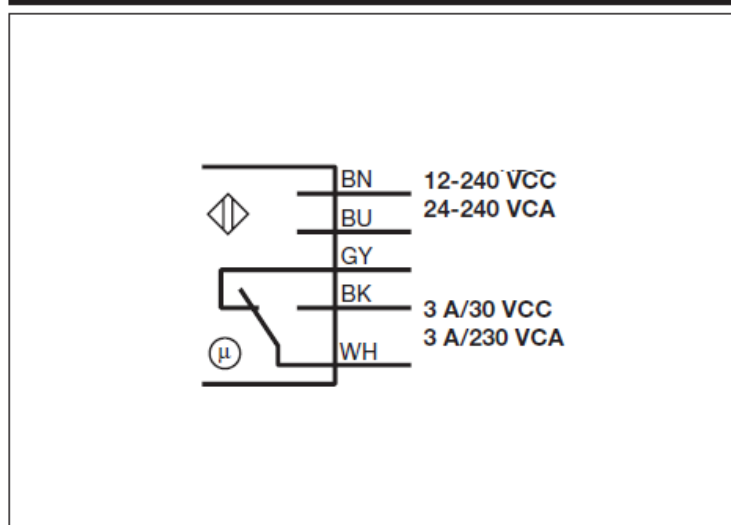 BN
12-240 VCC
24-240 VCA
BU
GY
BK
3 A/30 VCC
3 A/230 VCA
WH
μ